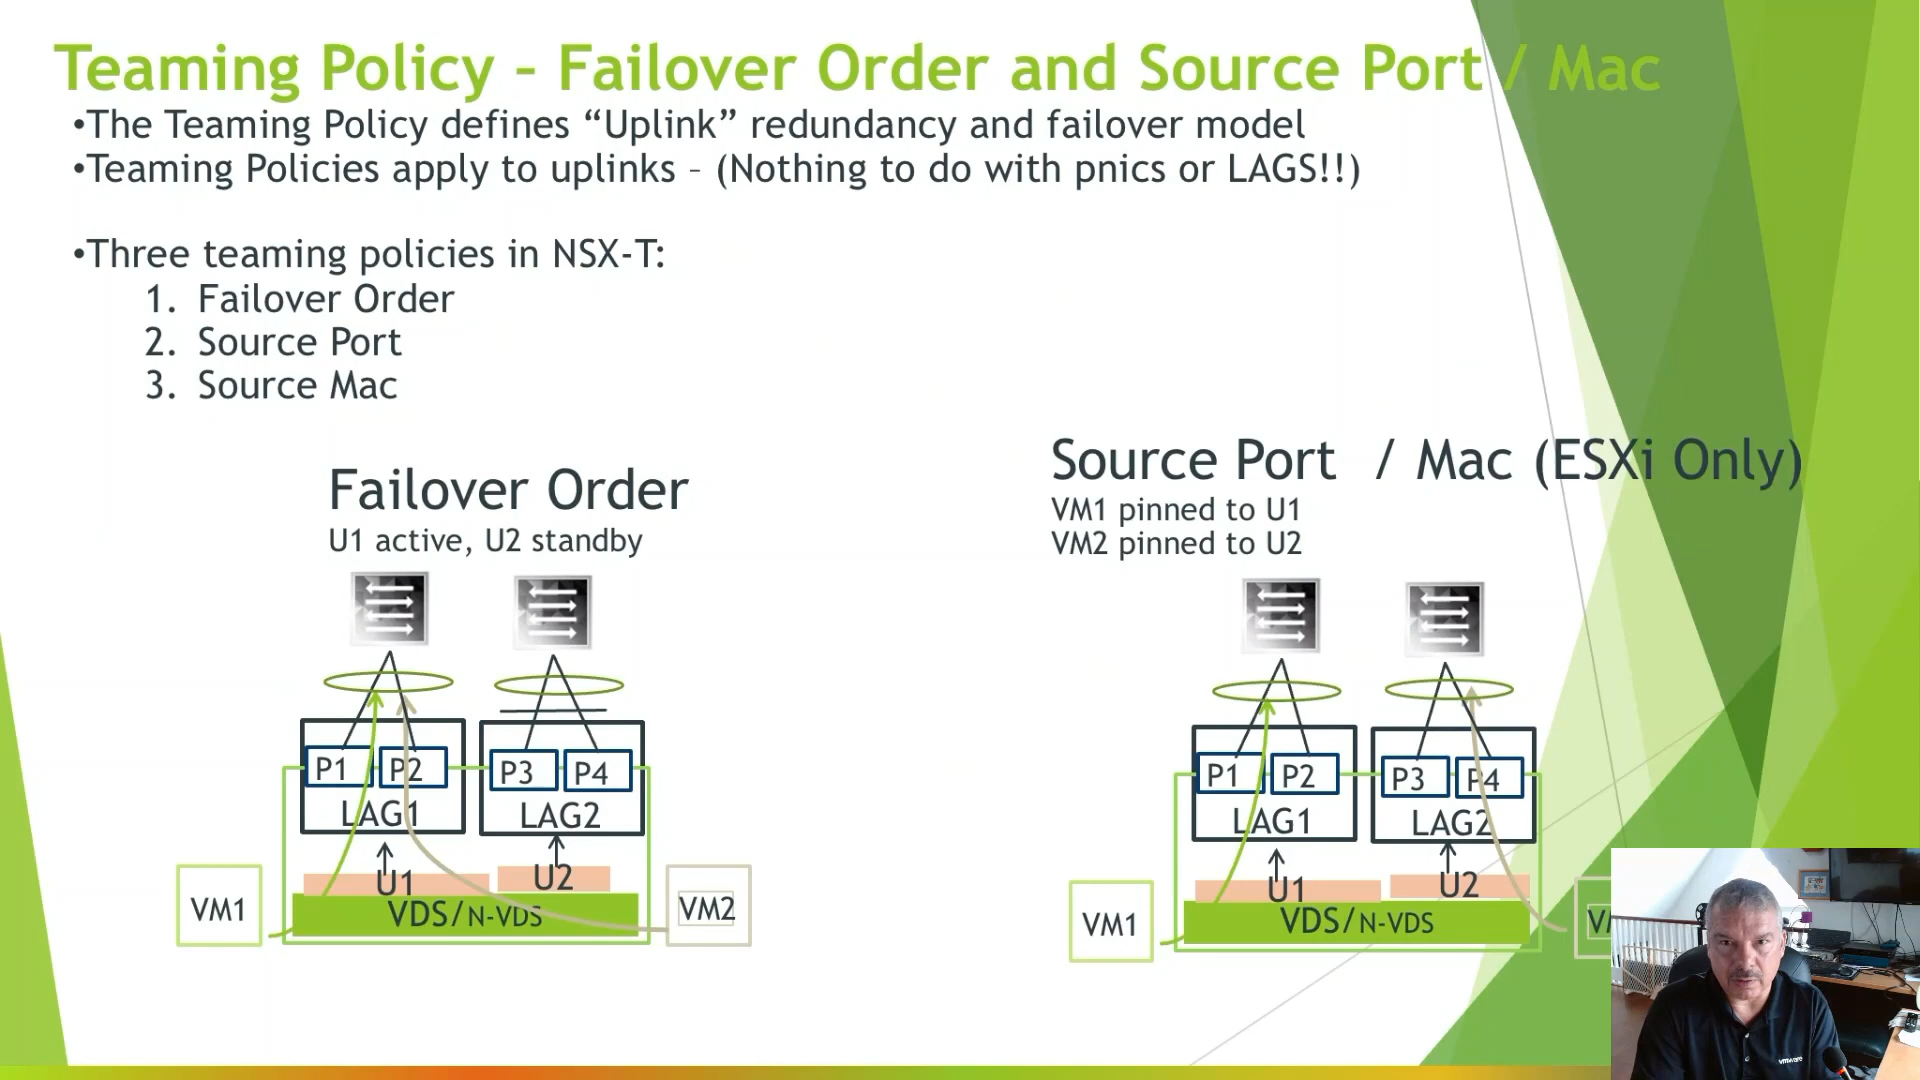 Teaming Policy – Failover Order and Source Port / Mac
•The Teaming Policy defines “Uplink” redundancy and failover model
•Teaming Policies apply to uplinks – (Nothing to do with pnics or LAGS!!)
•Three teaming policies in NSX-T:
1. Failover Order
2. Source Port
3. Source Mac
Failover Order
U1 active, U2 standby
P1 P2 P3 P4
LAG1 LAG2
U1 U2
VM1 VDS/N-VDS VM2
Source Port / Mac (ESXi Only)
VM1 pinned to U1
VM2 pinned to U2
P1 P2 P3 P4
LAG1 LAG2
U1 U2
VM1 VDS/N-VDS
vmware